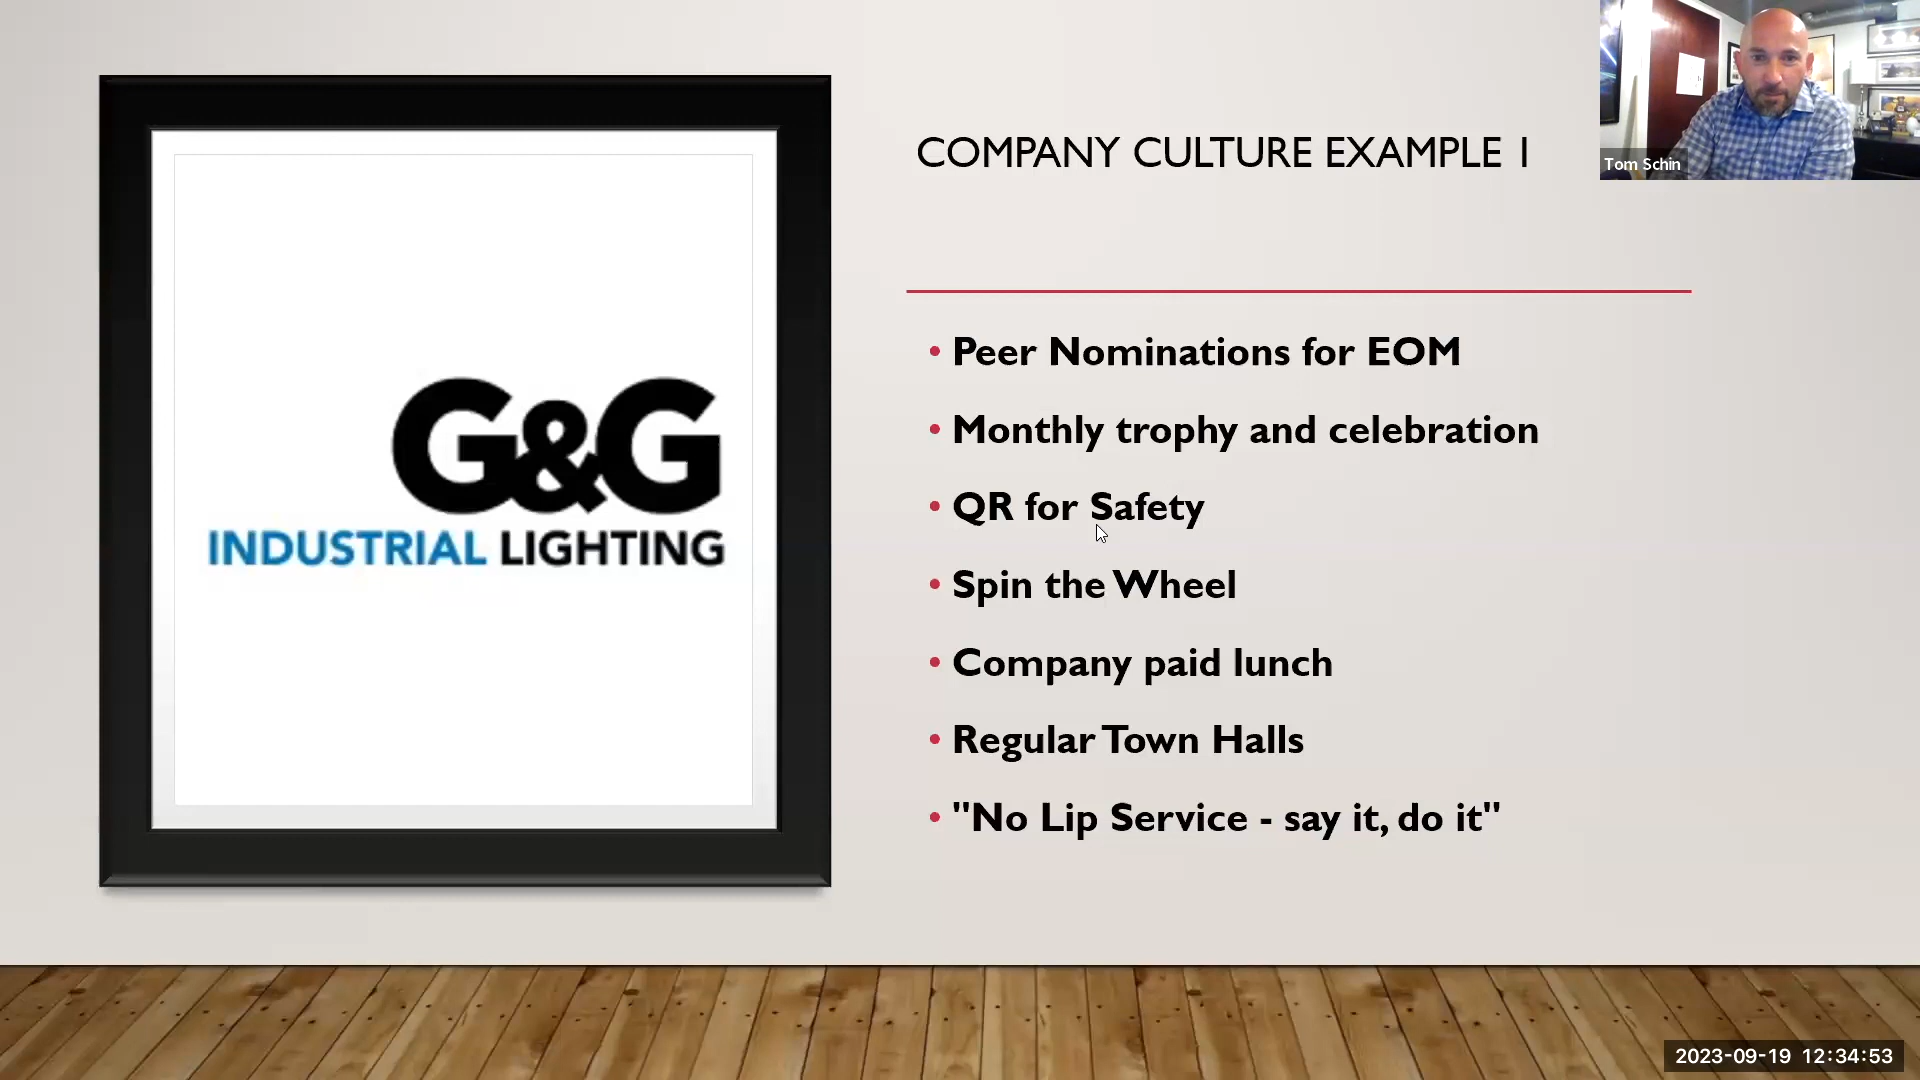 COMPANY CULTURE EXAMPLE 1
Tom Schin
G&G
INDUSTRIAL LIGHTING
• Peer Nominations for EOM
• Monthly trophy and celebration
• QR for Safety
• Spin the Wheel
• Company paid lunch
• Regular Town Halls
• "No Lip Service - say it, do it"
2023-09-19 12:34:53